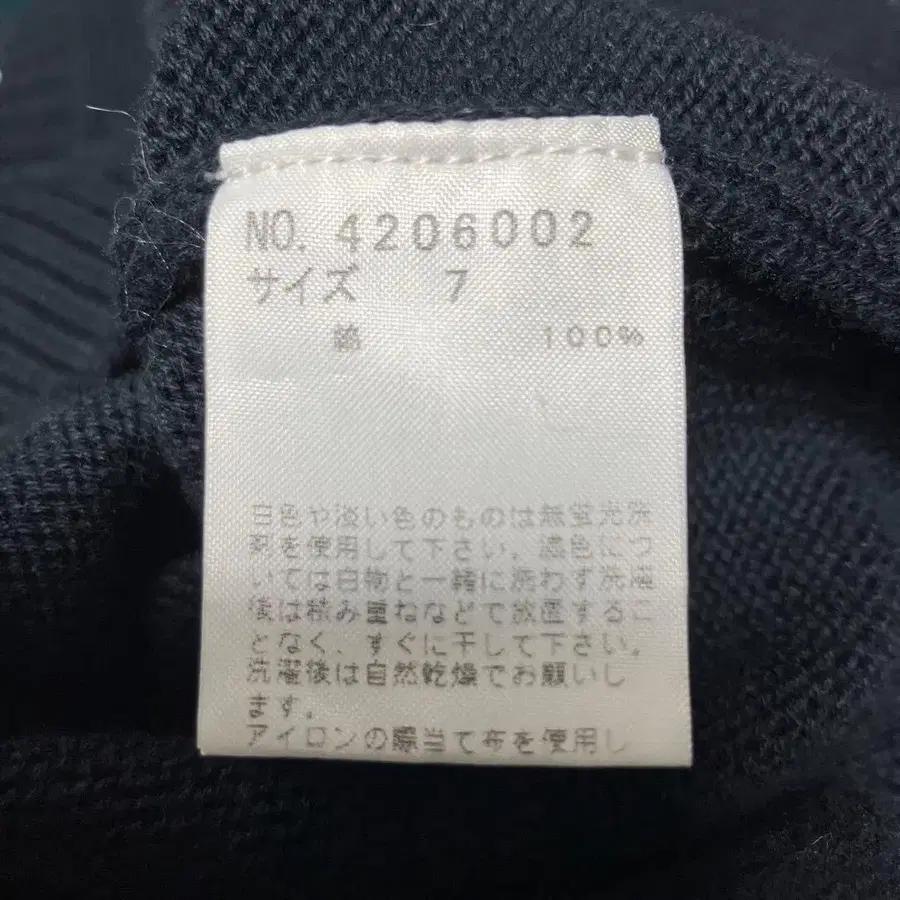 NO. 4206002
サイズ 7
綿 100%
白色や淡い色のものは無蛍光洗
剤を使用して下さい。濃色につ
いては白物と一緒に洗わず洗濯
後は積み重ねなどで放置するこ
となく、すぐに干して下さい。
洗濯後は自然乾燥でお願いし
ます。
アイロンの際当て布を使用し